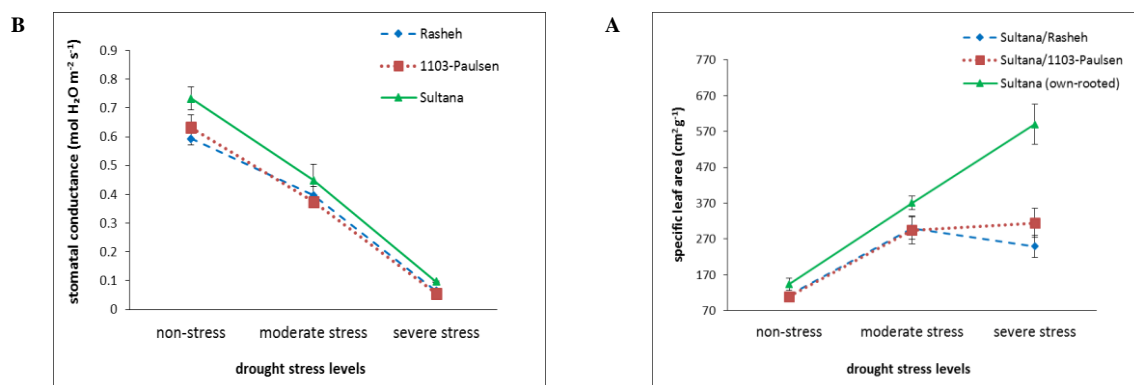 B
Rasheh
1103-Paulsen
Sultana
stomatal conductance (mol H₂O m⁻² s⁻¹)
0.9
0.8
0.7
0.6
0.5
0.4
0.3
0.2
0.1
0
non-stress moderate stress severe stress
drought stress levels
A
Sultana/Rasheh
Sultana/1103-Paulsen
Sultana (own-rooted)
specific leaf area (cm² g⁻¹)
770
670
570
470
370
270
170
70
non-stress moderate stress severe stress
drought stress levels